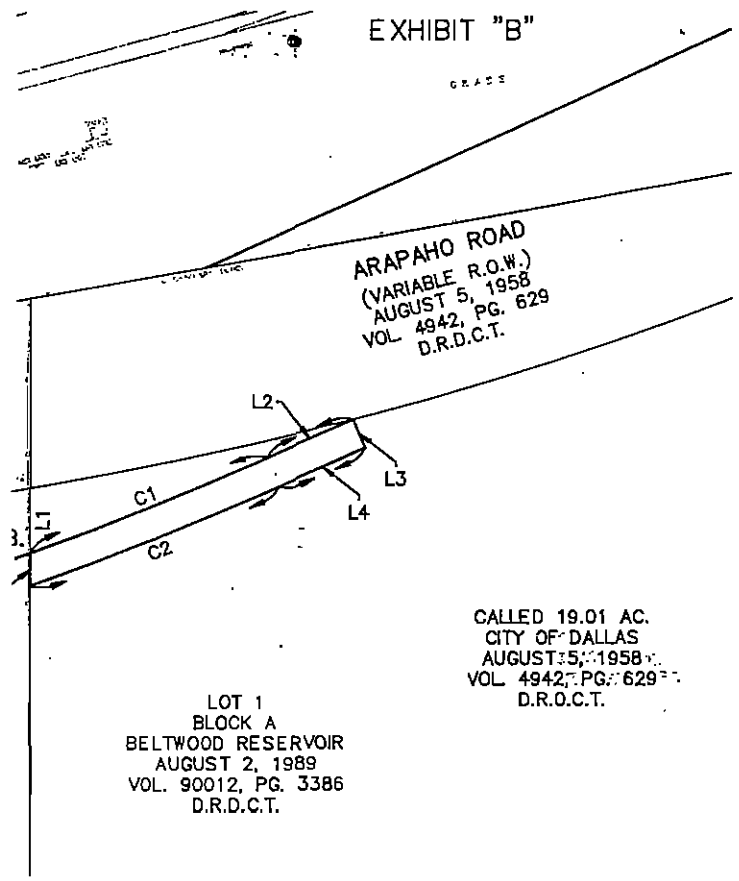 EXHIBIT "B"
GRASS
ARAPAHO ROAD
(VARIABLE R.O.W.)
AUGUST 5, 1958
VOL. 4942, PG. 629
D.R.D.C.T.
L2
L3
L4
C1
C2
L1
B.
CALLED 19.01 AC.
CITY OF DALLAS
AUGUST 5, 1958
VOL. 4942, PG. 629
D.R.O.C.T.
LOT 1
BLOCK A
BELTWOOD RESERVOIR
AUGUST 2, 1989
VOL. 90012, PG. 3386
D.R.D.C.T.